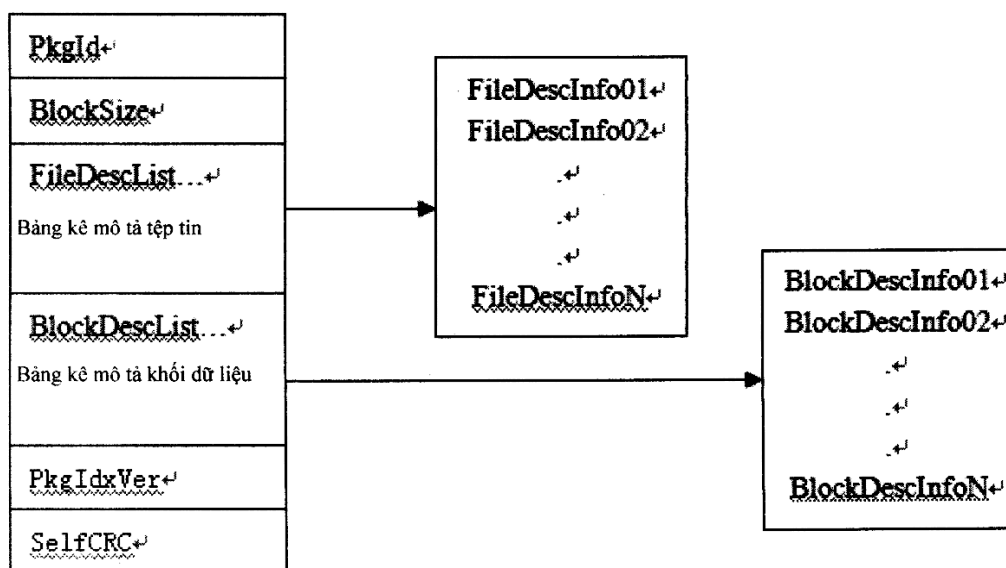 PkgId↵
BlockSize↵
FileDescList...↵
Bảng kê mô tả tệp tin
BlockDescList...↵
Bảng kê mô tả khối dữ liệu
PkgIdxVer↵
SelfCRC↵
FileDescInfo01↵
FileDescInfo02↵
.↵
.↵
.↵
FileDescInfoN↵
BlockDescInfo01↵
BlockDescInfo02↵
.↵
.↵
.↵
BlockDescInfoN↵